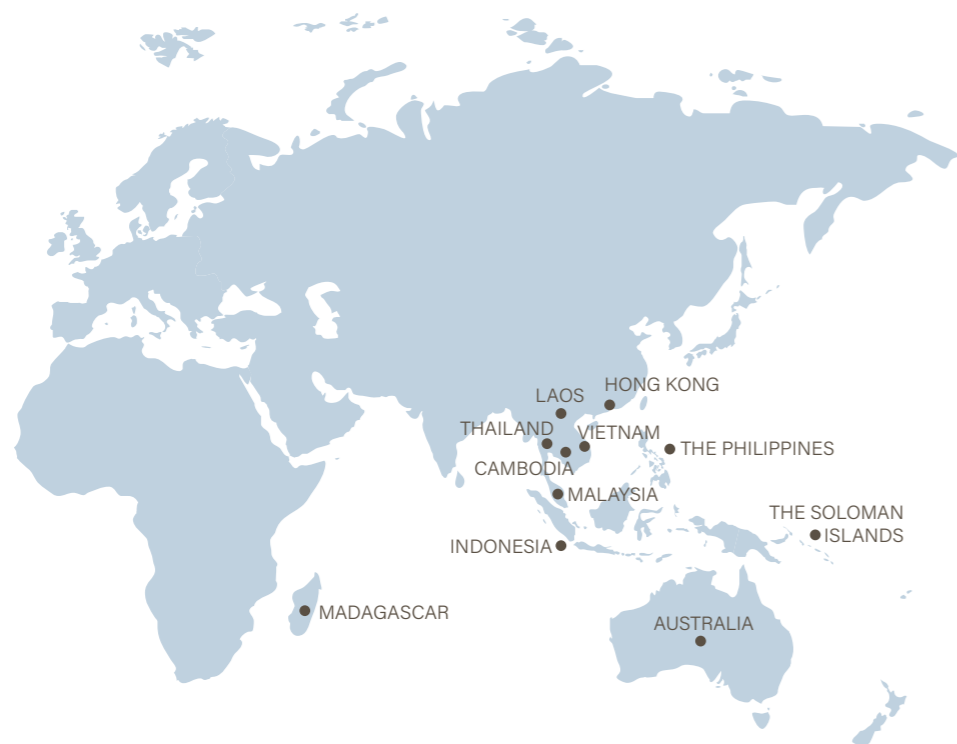 HONG KONG
LAOS
THAILAND
VIETNAM
THE PHILIPPINES
CAMBODIA
MALAYSIA
THE SOLOMAN
ISLANDS
INDONESIA
MADAGASCAR
AUSTRALIA